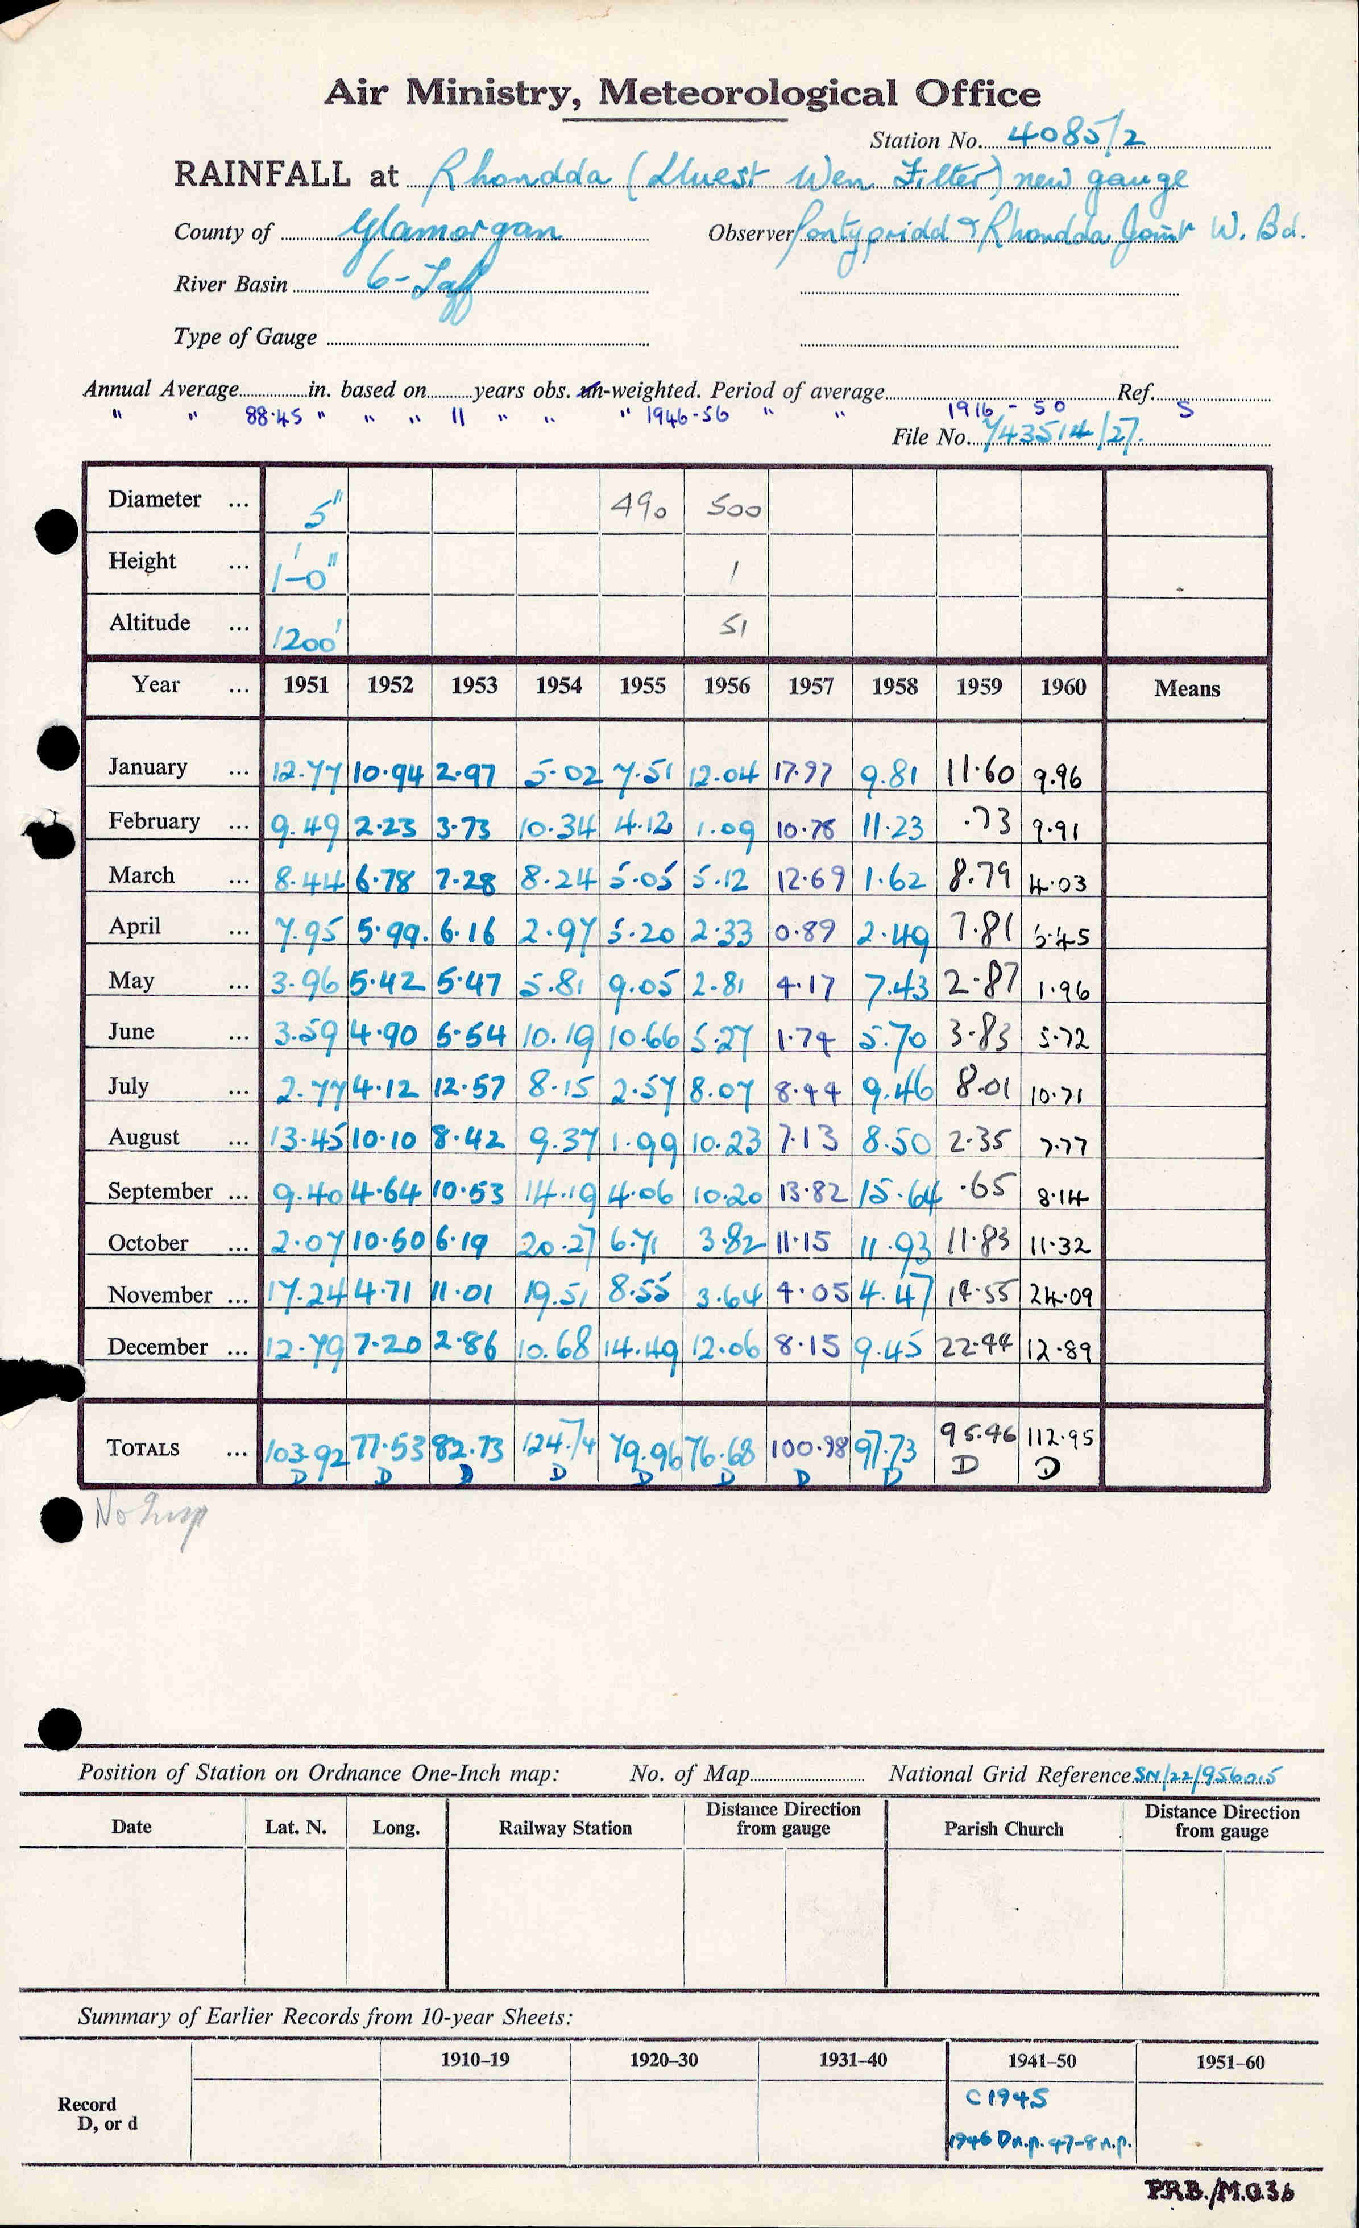 Air Ministry, Meteorological Office
Station No. 4085/2
RAINFALL at Rhondda (Lluest Wen Filter) new gauge
County of Glamorgan Observer Pontypridd & Rhondda Joint W. Bd.
River Basin 6-Taff
Type of Gauge
Annual Average in. based on years obs. un-weighted. Period of average Ref.
" " 88.45 " " " 11 " " " 1946-56 " " 1916 - 50 S
File No. 743514/27.
Diameter ... 5" 490 500
Height ... 1'-0" 1
Altitude ... 1200' 51
Year ... 1951 1952 1953 1954 1955 1956 1957 1958 1959 1960 Means
January ... 12.77 10.94 2.97 5.02 7.51 12.04 17.97 9.81 11.60 9.96
February ... 9.49 2.23 3.73 10.34 4.12 1.09 10.78 11.23 .73 9.91
March ... 8.44 6.78 7.28 8.24 5.05 5.12 12.69 1.62 8.79 4.03
April ... 7.95 5.99. 6.16 2.97 5.20 2.33 0.89 2.49 7.81 6.45
May ... 3.96 5.42 5.47 5.81 9.05 2.81 4.17 7.43 2.87 1.96
June ... 3.59 4.90 5.54 10.19 10.66 5.27 1.74 5.70 3.83 5.72
July ... 2.77 4.12 12.57 8.15 2.57 8.07 8.44 9.46 8.01 10.71
August ... 13.45 10.10 8.42 9.37 1.99 10.23 7.13 8.50 2.35 7.77
September ... 9.40 4.64 10.53 14.19 4.06 10.20 13.82 15.64 .65 8.14
October ... 2.07 10.50 6.19 20.27 6.71 3.82 11.15 11.93 11.83 11.32
November ... 17.24 4.71 11.01 19.51 8.55 3.64 4.05 4.47 14.55 24.09
December ... 12.79 7.20 2.86 10.68 14.49 12.06 8.15 9.45 22.44 12.89
TOTALS ... 103.92 77.53 82.73 124.74 79.96 76.68 100.98 97.73 95.46 112.95
D D D D D D D D D D
No Insp
Position of Station on Ordnance One-Inch map: No. of Map National Grid Reference SN/22/956015
Date Lat. N. Long. Railway Station Distance Direction from gauge Parish Church Distance Direction from gauge
Summary of Earlier Records from 10-year Sheets:
1910–19 1920–30 1931–40 1941–50 1951–60
Record D, or d C 1945
1946 D n.p. 47-8 n.p.
P.R.B./M.O.36